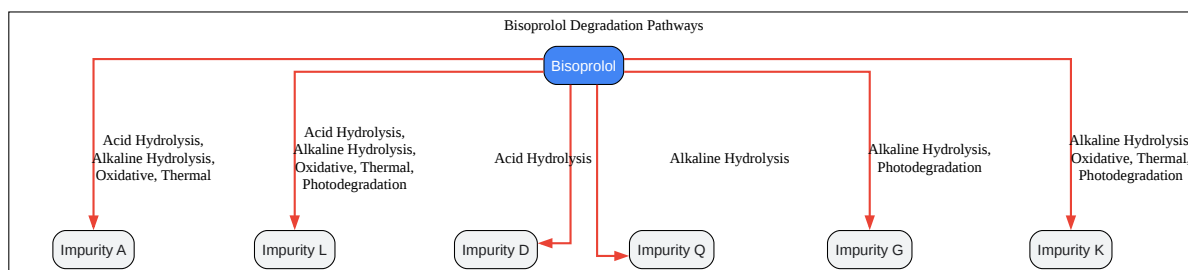 Bisoprolol Degradation Pathways
Bisoprolol
Acid Hydrolysis,
Alkaline Hydrolysis,
Oxidative, Thermal
Acid Hydrolysis,
Alkaline Hydrolysis,
Oxidative, Thermal,
Photodegradation
Acid Hydrolysis
Alkaline Hydrolysis
Alkaline Hydrolysis,
Photodegradation
Alkaline Hydrolysis,
Oxidative, Thermal,
Photodegradation
Impurity A
Impurity L
Impurity D
Impurity Q
Impurity G
Impurity K